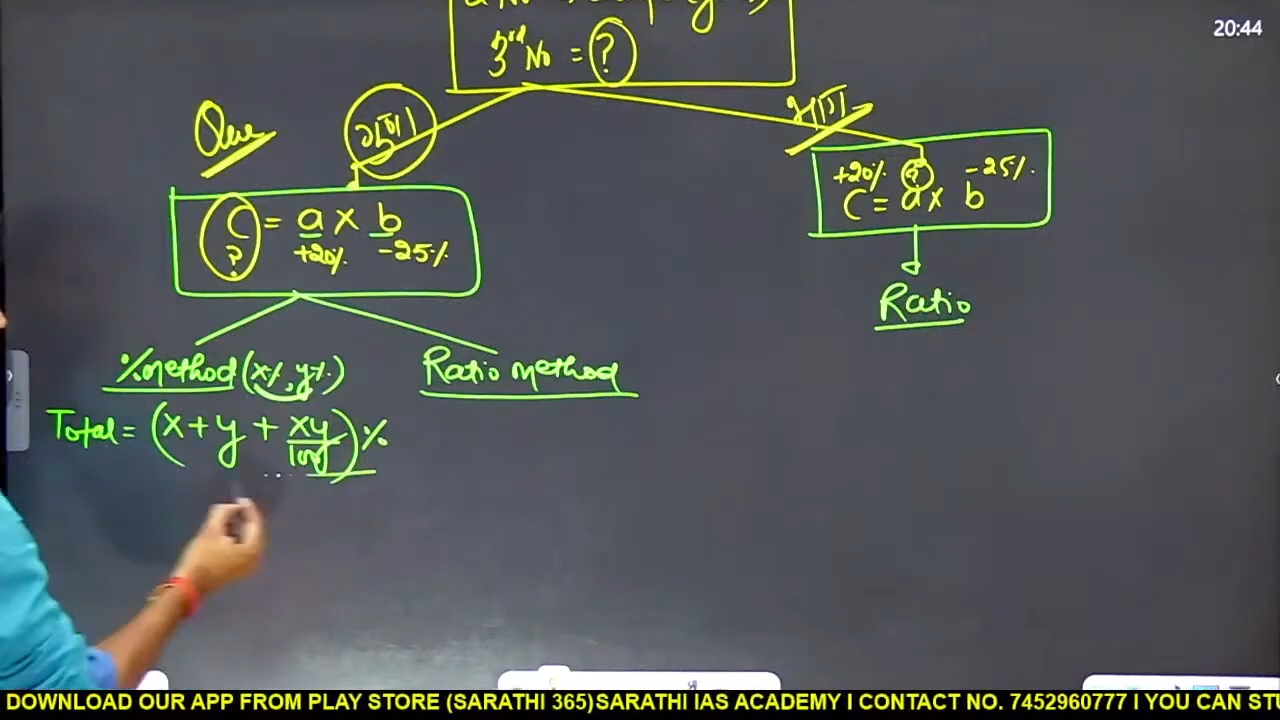 20:44
3rd No = ?
Que
+20% a? -25%
C = a x b
C = a x b
? +20% -25%
Ratio
%method (x%, y%) Ratio method
Total = (x + y + xy/100)%
DOWNLOAD OUR APP FROM PLAY STORE (SARATHI 365)SARATHI IAS ACADEMY I CONTACT NO. 7452960777 I YOU CAN ST